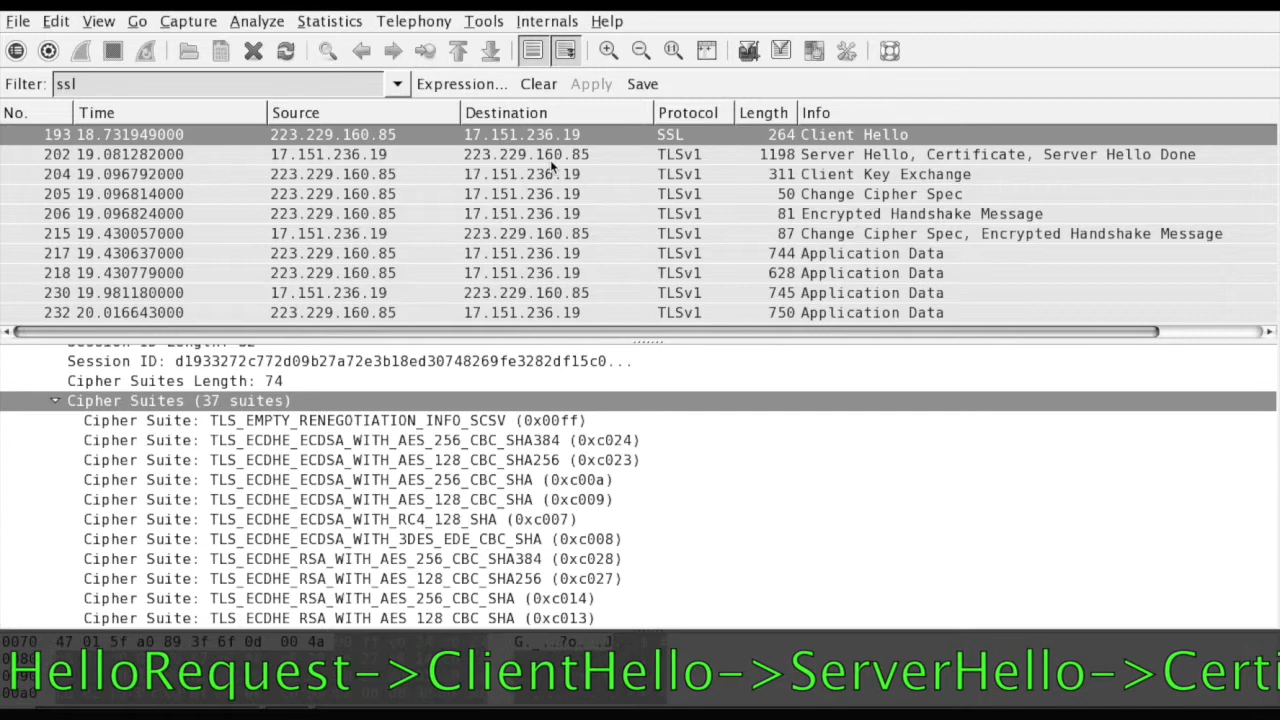 File Edit View Go Capture Analyze Statistics Telephony Tools Internals Help
Filter: ssl Expression... Clear Apply Save
No. Time Source Destination Protocol Length Info
193 18.731949000 223.229.160.85 17.151.236.19 SSL 264 Client Hello
202 19.081282000 17.151.236.19 223.229.160.85 TLSv1 1198 Server Hello, Certificate, Server Hello Done
204 19.096792000 223.229.160.85 17.151.236.19 TLSv1 311 Client Key Exchange
205 19.096814000 223.229.160.85 17.151.236.19 TLSv1 50 Change Cipher Spec
206 19.096824000 223.229.160.85 17.151.236.19 TLSv1 81 Encrypted Handshake Message
215 19.430057000 17.151.236.19 223.229.160.85 TLSv1 87 Change Cipher Spec, Encrypted Handshake Message
217 19.430637000 223.229.160.85 17.151.236.19 TLSv1 744 Application Data
218 19.430779000 223.229.160.85 17.151.236.19 TLSv1 628 Application Data
230 19.981180000 17.151.236.19 223.229.160.85 TLSv1 745 Application Data
232 20.016643000 223.229.160.85 17.151.236.19 TLSv1 750 Application Data
Session ID: d1933272c772d09b27a72e3b18ed30748269fe3282df15c0...
Cipher Suites Length: 74
Cipher Suites (37 suites)
Cipher Suite: TLS_EMPTY_RENEGOTIATION_INFO_SCSV (0x00ff)
Cipher Suite: TLS_ECDHE_ECDSA_WITH_AES_256_CBC_SHA384 (0xc024)
Cipher Suite: TLS_ECDHE_ECDSA_WITH_AES_128_CBC_SHA256 (0xc023)
Cipher Suite: TLS_ECDHE_ECDSA_WITH_AES_256_CBC_SHA (0xc00a)
Cipher Suite: TLS_ECDHE_ECDSA_WITH_AES_128_CBC_SHA (0xc009)
Cipher Suite: TLS_ECDHE_ECDSA_WITH_RC4_128_SHA (0xc007)
Cipher Suite: TLS_ECDHE_ECDSA_WITH_3DES_EDE_CBC_SHA (0xc008)
Cipher Suite: TLS_ECDHE_RSA_WITH_AES_256_CBC_SHA384 (0xc028)
Cipher Suite: TLS_ECDHE_RSA_WITH_AES_128_CBC_SHA256 (0xc027)
Cipher Suite: TLS_ECDHE_RSA_WITH_AES_256_CBC_SHA (0xc014)
Cipher Suite: TLS_ECDHE_RSA_WITH_AES_128_CBC_SHA (0xc013)
0070 47 01 5f a0 89 3f 6f 0d 00 4a
HelloRequest->ClientHello->ServerHello->Certi